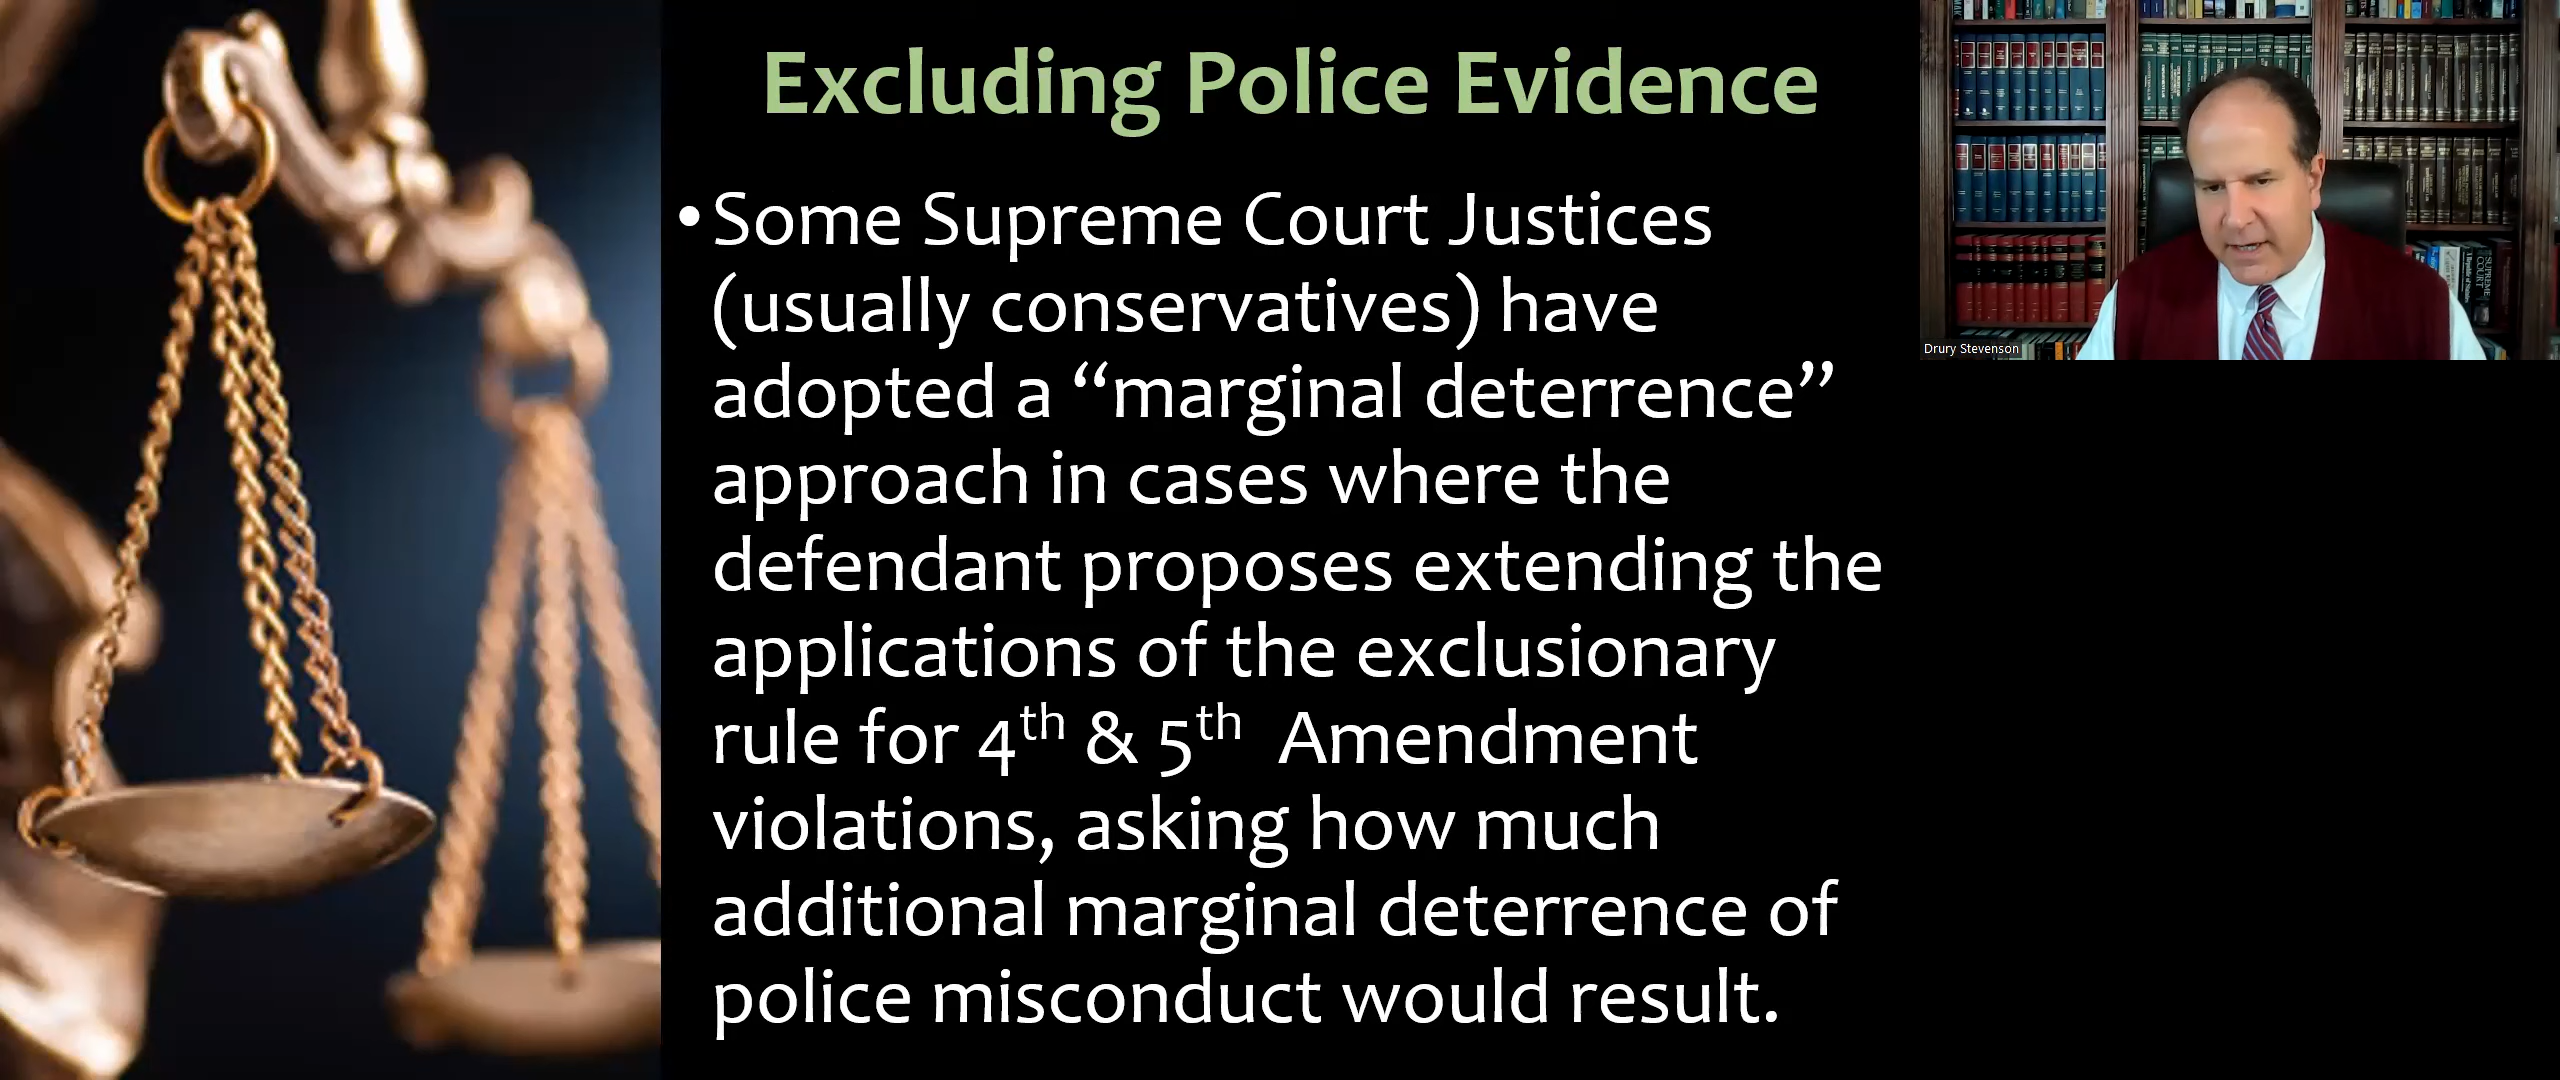 Excluding Police Evidence
•Some Supreme Court Justices
(usually conservatives) have
adopted a “marginal deterrence”
approach in cases where the
defendant proposes extending the
applications of the exclusionary
rule for 4th & 5th Amendment
violations, asking how much
additional marginal deterrence of
police misconduct would result.
Drury Stevenson
SUPREME
COURT